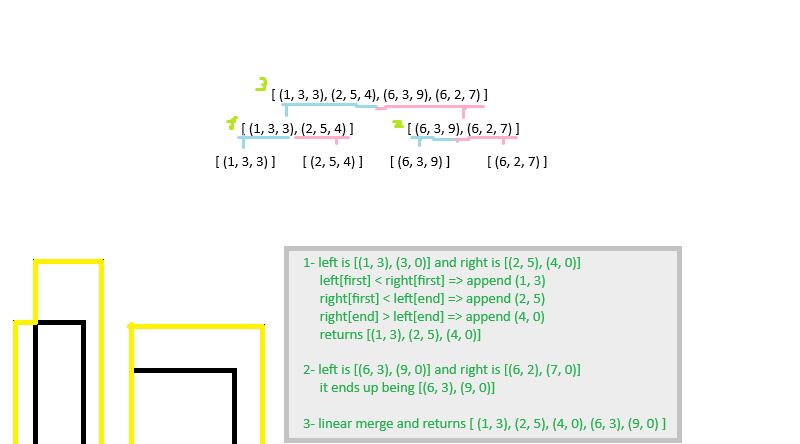 3 [ (1, 3, 3), (2, 5, 4), (6, 3, 9), (6, 2, 7) ]
1 [ (1, 3, 3), (2, 5, 4) ] 2 [ (6, 3, 9), (6, 2, 7) ]
[ (1, 3, 3) ] [ (2, 5, 4) ] [ (6, 3, 9) ] [ (6, 2, 7) ]
1- left is [(1, 3), (3, 0)] and right is [(2, 5), (4, 0)]
left[first] < right[first] => append (1, 3)
right[first] < left[end] => append (2, 5)
right[end] > left[end] => append (4, 0)
returns [(1, 3), (2, 5), (4, 0)]
2- left is [(6, 3), (9, 0)] and right is [(6, 2), (7, 0)]
it ends up being [(6, 3), (9, 0)]
3- linear merge and returns [ (1, 3), (2, 5), (4, 0), (6, 3), (9, 0) ]